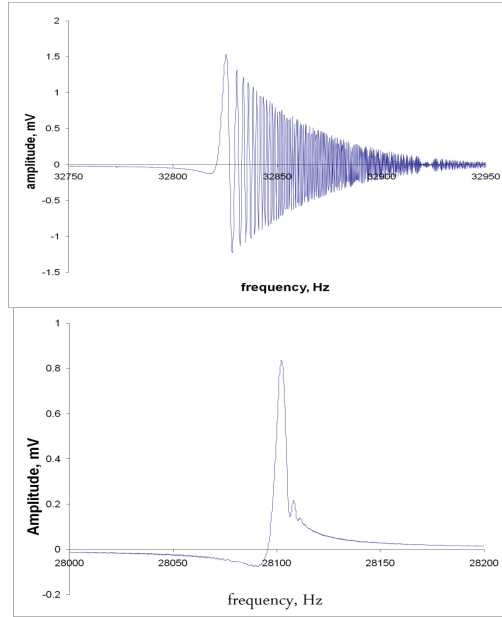 2
1.5
1
0.5
0
-0.5
-1
-1.5
amplitude, mV
32750 32800 32850 32900 32950
frequency, Hz
1
0.8
0.6
0.4
0.2
0
-0.2
Amplitude, mV
28000 28050 28100 28150 28200
frequency, Hz